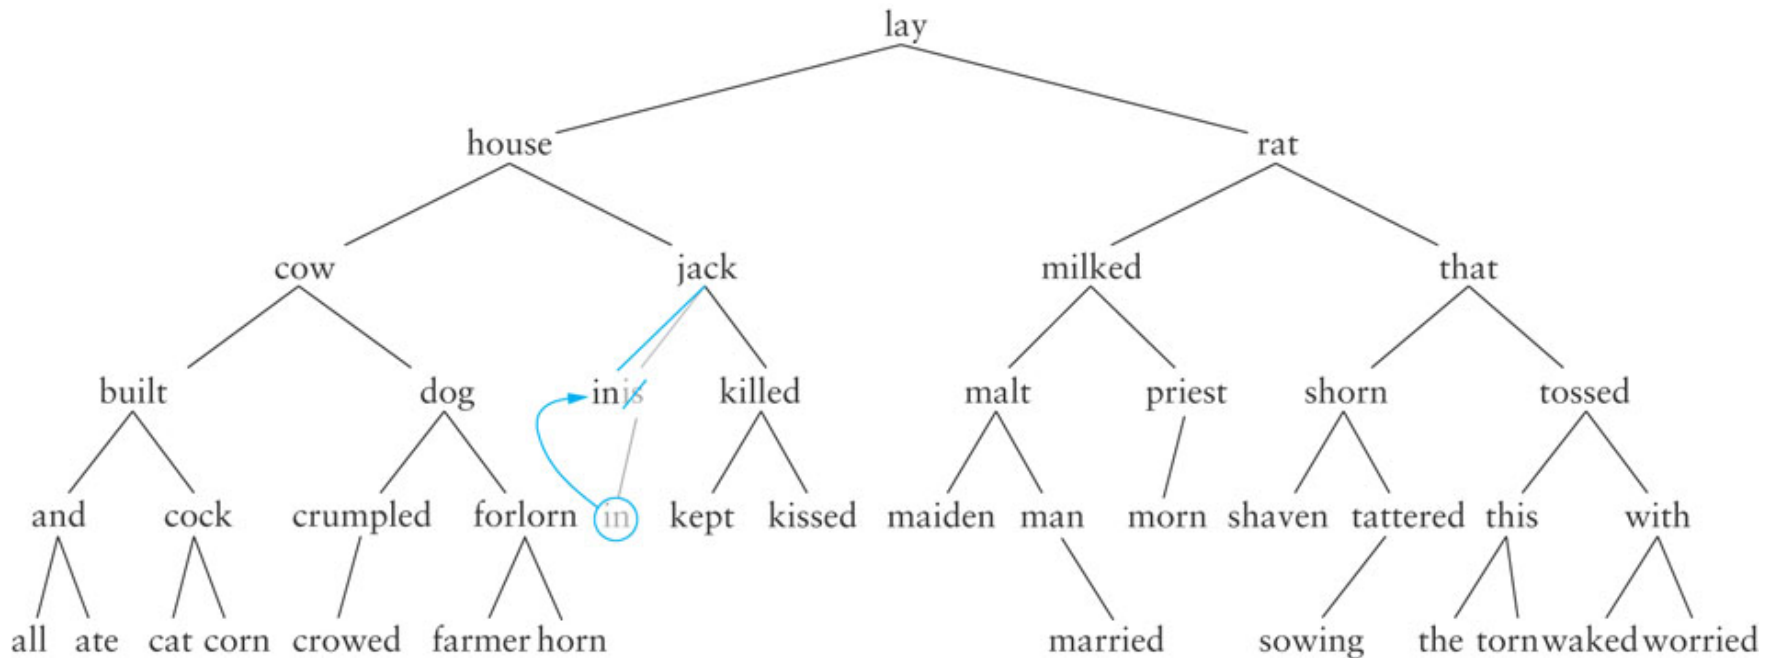 lay
house rat
cow jack milked that
built dog in is killed malt priest shorn tossed
and cock crumpled forlorn in kept kissed maiden man morn shaven tattered this with
all ate cat corn crowed farmer horn married sowing the torn waked worried